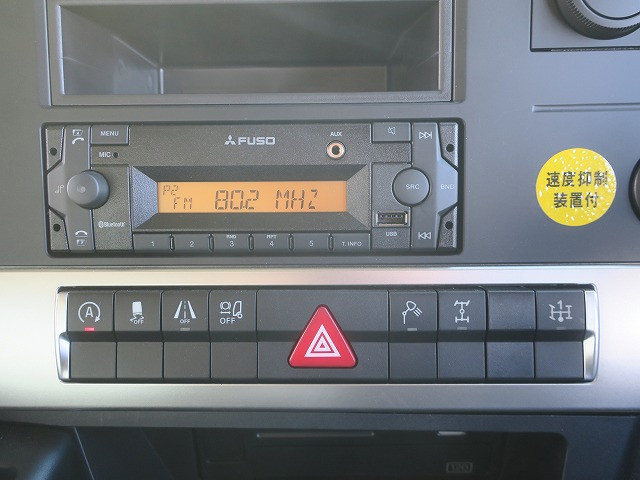 MENU
FUSO
AUX
MIC
P2
FM 80.2 MHZ
SRC
BND
Bluetooth
USB
RND
RPT
1 2 3 4 5 T. INFO
速度抑制
装置付
A
OFF
OFF
OFF
120